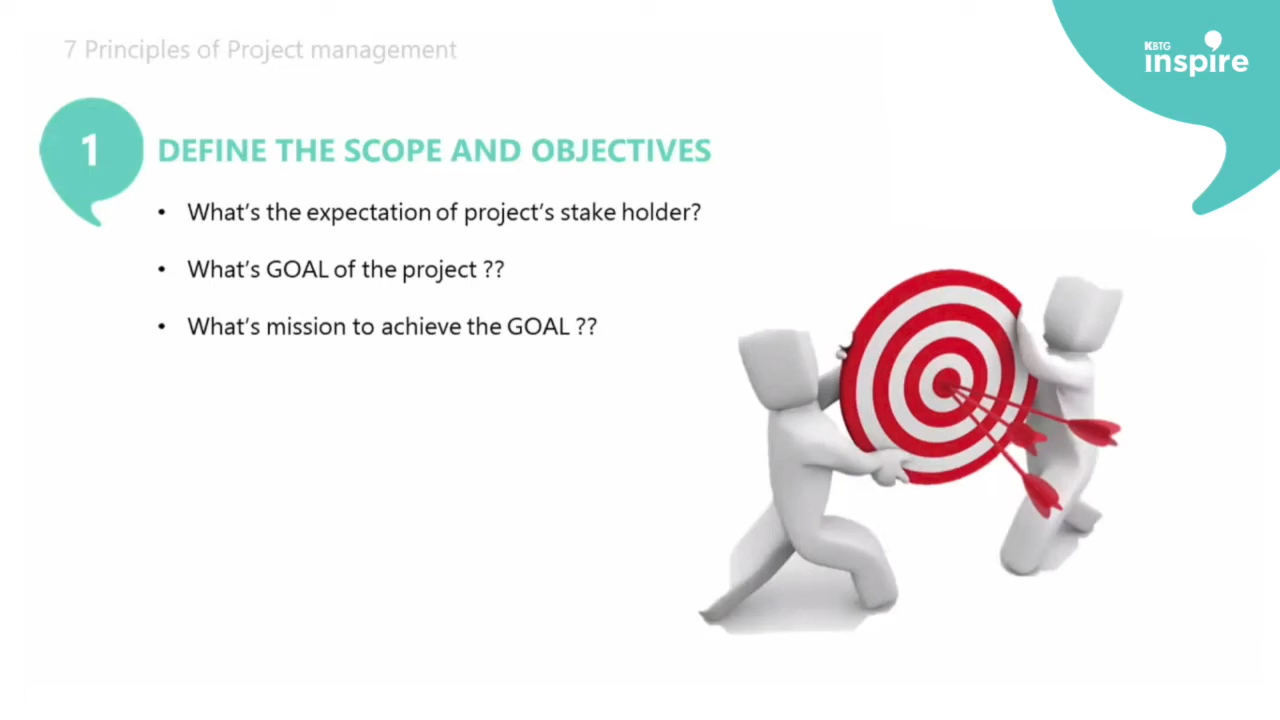 7 Principles of Project management
KBTG
inspire
1
DEFINE THE SCOPE AND OBJECTIVES
• What's the expectation of project's stake holder?
• What's GOAL of the project ??
• What's mission to achieve the GOAL ??